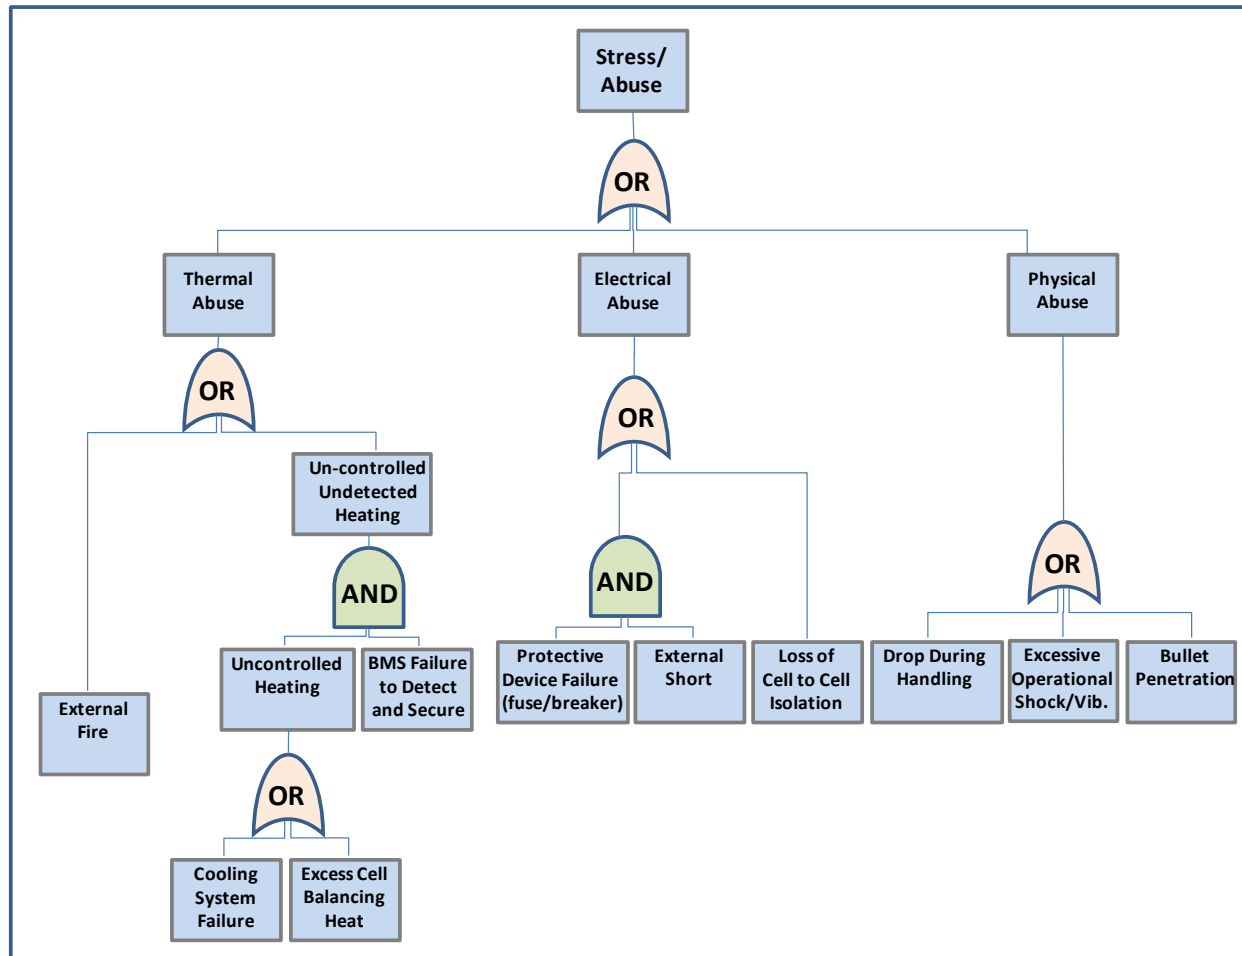 Stress/
Abuse
OR
Thermal
Abuse
Electrical
Abuse
Physical
Abuse
OR
OR
Un-controlled
Undetected
Heating
AND
AND
OR
Uncontrolled
Heating
BMS Failure
to Detect
and Secure
Protective
Device Failure
(fuse/breaker)
External
Short
Loss of
Cell to Cell
Isolation
Drop During
Handling
Excessive
Operational
Shock/Vib.
Bullet
Penetration
External
Fire
OR
Cooling
System
Failure
Excess Cell
Balancing
Heat